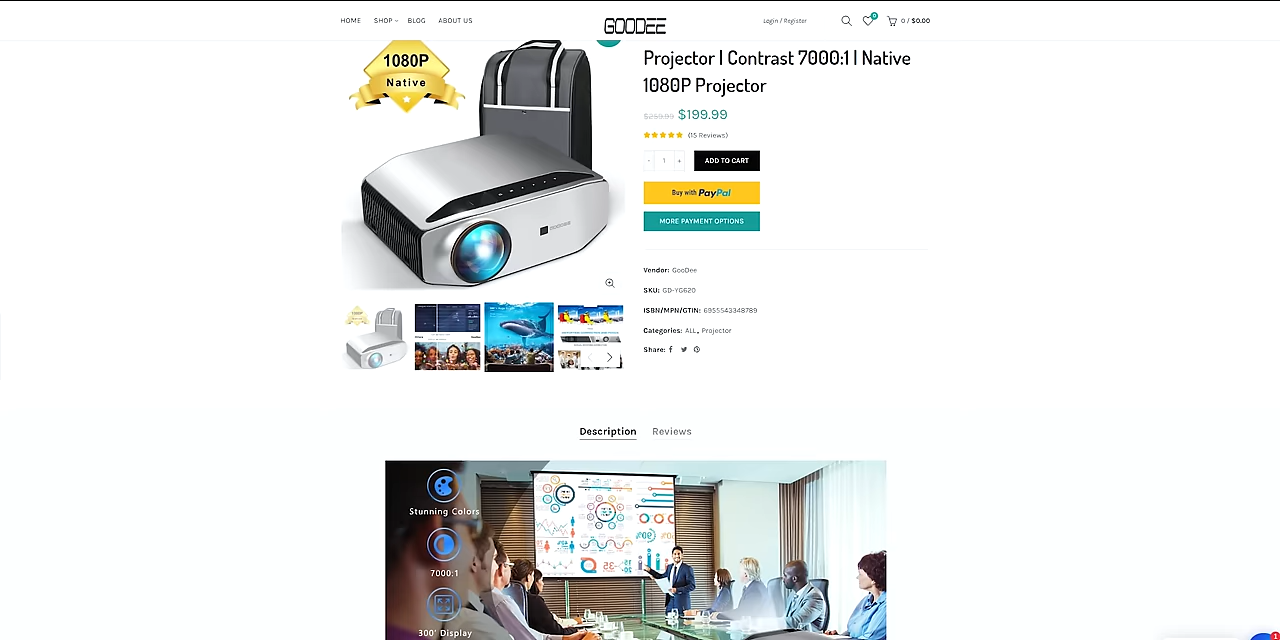 HOME SHOP BLOG ABOUT US
GOODEE
Login / Register
0
0 / $0.00
1080P
Native
GOODEE
Projector | Contrast 7000:1 | Native
1080P Projector
$259.99 $199.99
(15 Reviews)
- 1 +
ADD TO CART
Buy with PayPal
MORE PAYMENT OPTIONS
Vendor: GooDee
SKU: GD-YG620
ISBN/MPN/GTIN: 6955543348789
Categories: ALL, Projector
Share:
Description Reviews
Stunning Colors
7000:1
300' Display
1